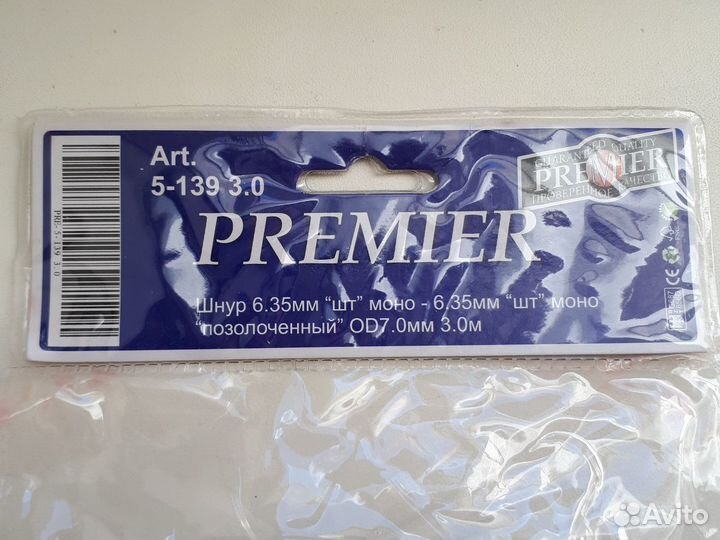 Art.
5-139 3.0
PREMIER
Шнур 6.35мм “шт” моно - 6.35мм “шт” моно
“позолоченный” OD7.0мм 3.0м
GUARANTEED QUALITY
PREMIER
ПРОВЕРЕННОЕ КАЧЕСТВО
CE
Avito